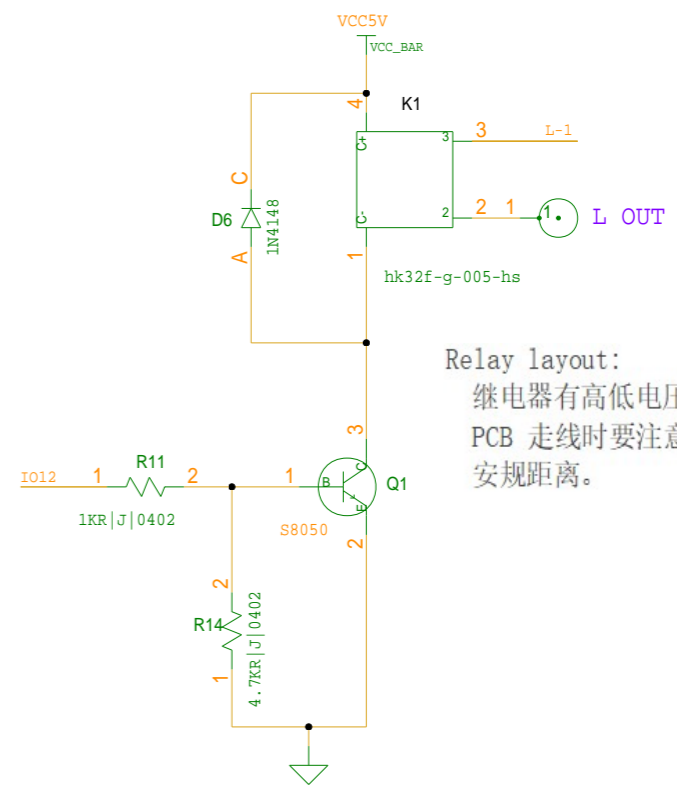 VCC5V
VCC_BAR
4
K1
C+
3
3
L-1
C
D6
1N4148
A
C-
2
2
1
1
L OUT
1
hk32f-g-005-hs
Relay layout:
继电器有高低电压
PCB 走线时要注意
安规距离。
3
IO12
1
R11
2
1
B
C
E
Q1
1KR|J|0402
S8050
2
2
R14
4.7KR|J|0402
1